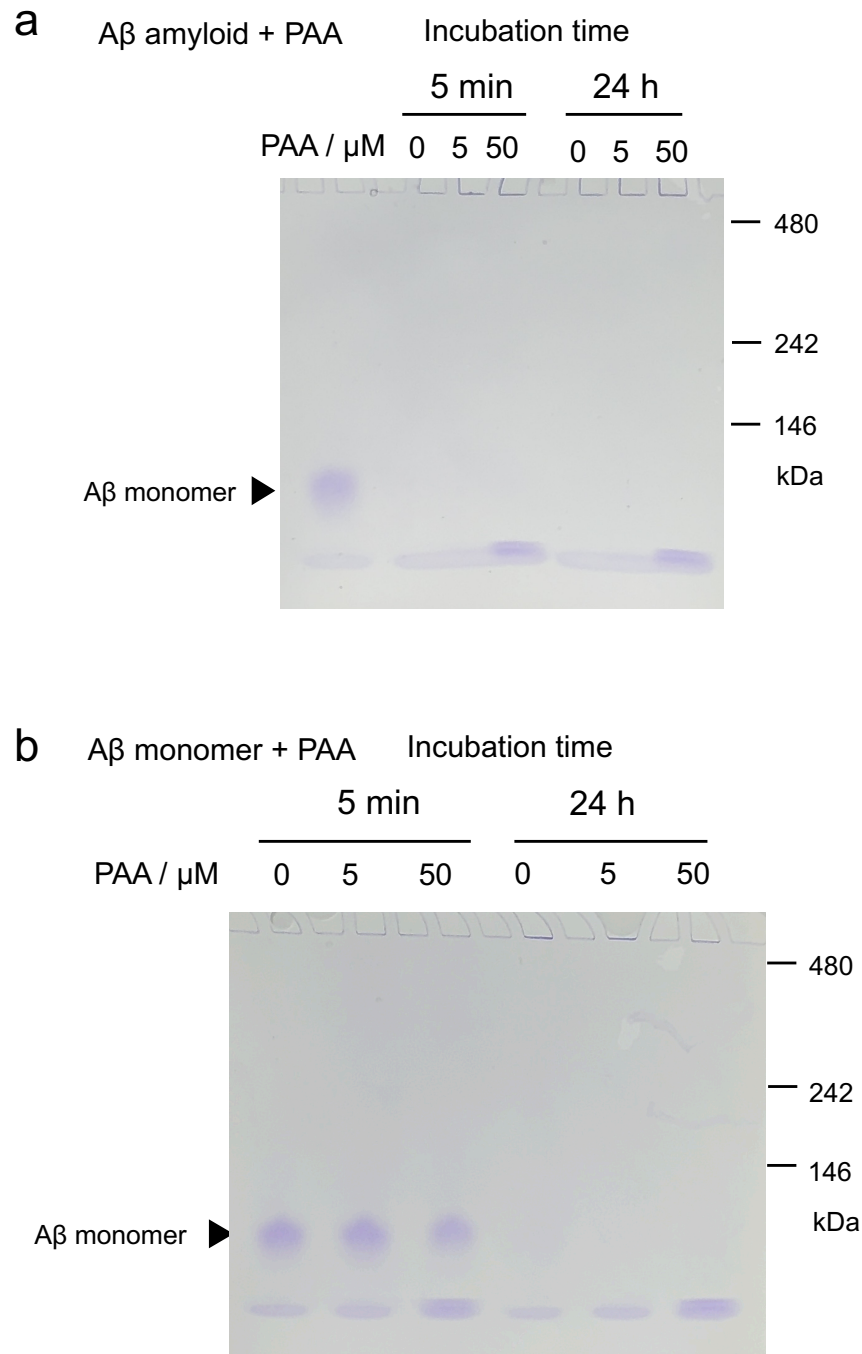 a
Aβ amyloid + PAA
Incubation time
5 min
24 h
PAA / μM
0 5 50
0 5 50
480
242
146
kDa
Aβ monomer
b
Aβ monomer + PAA
Incubation time
5 min
24 h
PAA / μM
0 5 50
0 5 50
480
242
146
kDa
Aβ monomer